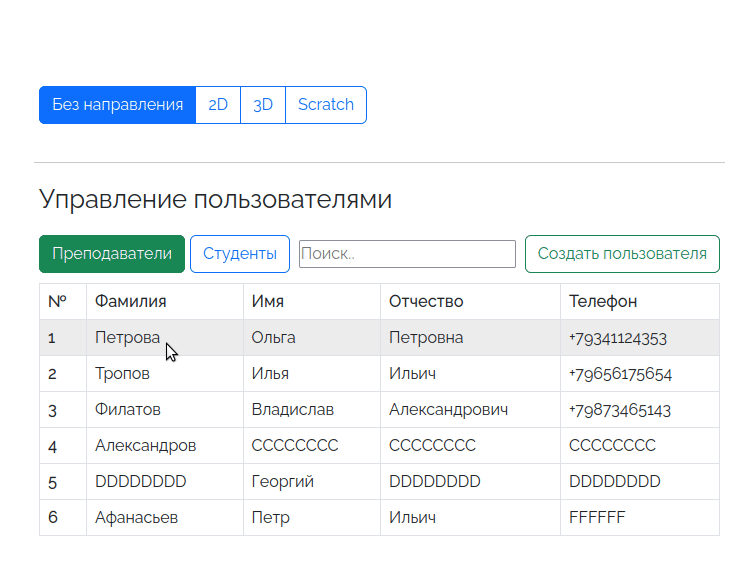 Без направления 2D 3D Scratch
Управление пользователями
Преподаватели Студенты Поиск.. Создать пользователя
№ Фамилия Имя Отчество Телефон
1 Петрова Ольга Петровна +79341124353
2 Тропов Илья Ильич +79656175654
3 Филатов Владислав Александрович +79873465143
4 Александров CCCCCCCC CCCCCCCC CCCCCCCC
5 DDDDDDDD Георгий DDDDDDDD DDDDDDDD
6 Афанасьев Петр Ильич FFFFFF